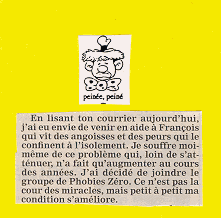 BOZ
peinée, peiné
En lisant ton courrier aujourd'hui,
j'ai eu envie de venir en aide à François
qui vit des angoisses et des peurs qui le
confinent à l'isolement. Je souffre moi-
même de ce problème qui, loin de s'at-
ténuer, n'a fait qu'augmenter au cours
des années. J'ai décidé de joindre le
groupe de Phobies Zéro. Ce n'est pas la
cour des miracles, mais petit à petit ma
condition s'améliore.